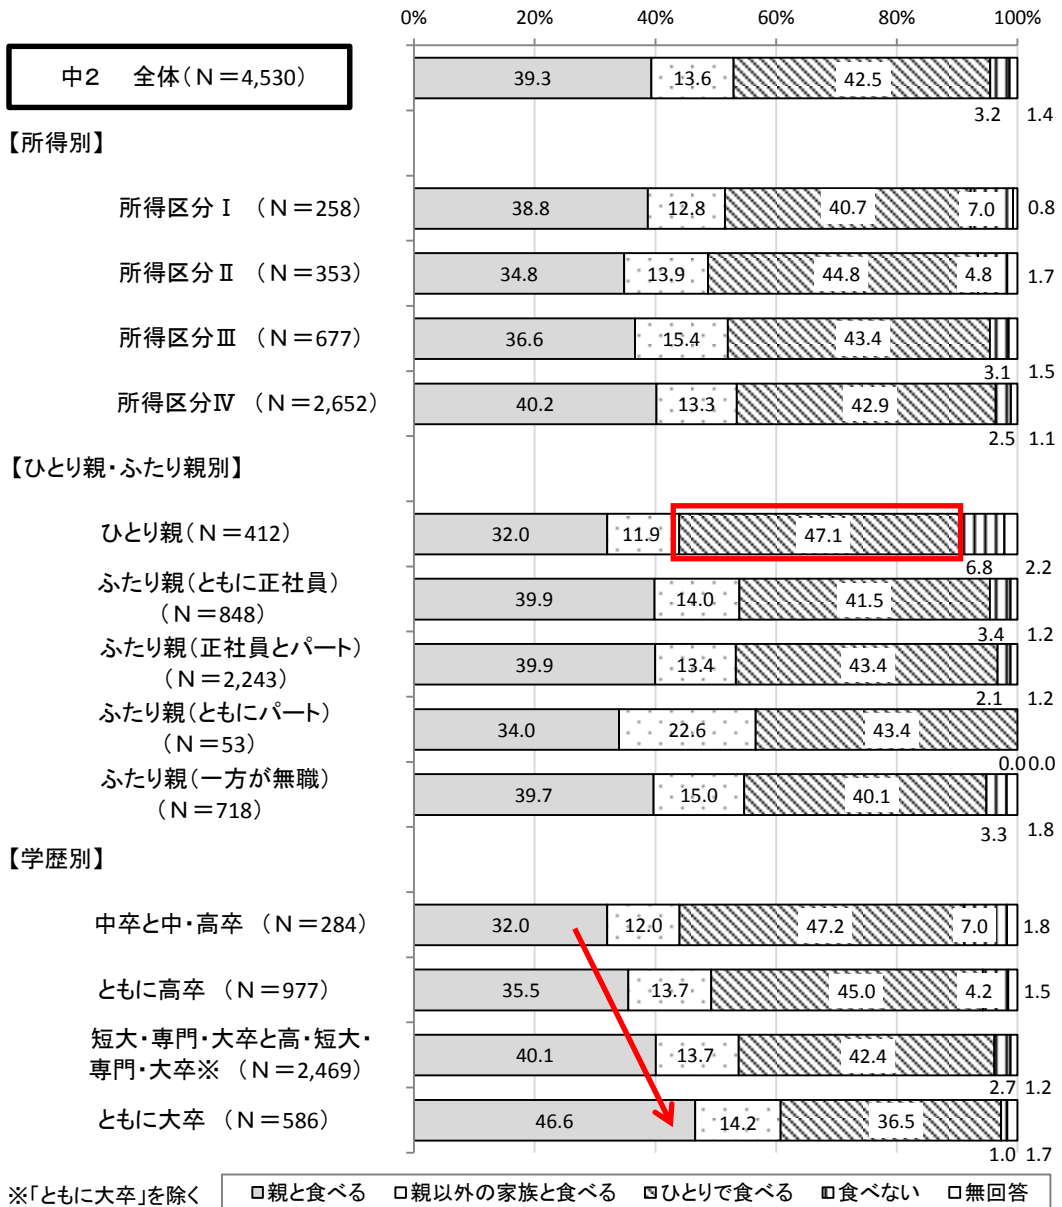 0% 20% 40% 60% 80% 100%
中2 全体(N=4,530) 39.3 13.6 42.5
3.2 1.4
【所得別】
所得区分Ⅰ (N=258) 38.8 12.8 40.7 7.0 0.8
所得区分Ⅱ (N=353) 34.8 13.9 44.8 4.8 1.7
所得区分Ⅲ (N=677) 36.6 15.4 43.4
3.1 1.5
所得区分Ⅳ (N=2,652) 40.2 13.3 42.9
2.5 1.1
【ひとり親・ふたり親別】
ひとり親(N=412) 32.0 11.9 47.1
6.8 2.2
ふたり親(ともに正社員)
(N=848) 39.9 14.0 41.5
3.4 1.2
ふたり親(正社員とパート)
(N=2,243) 39.9 13.4 43.4
2.1 1.2
ふたり親(ともにパート)
(N=53) 34.0 22.6 43.4
0.0 0.0
ふたり親(一方が無職)
(N=718) 39.7 15.0 40.1
3.3 1.8
【学歴別】
中卒と中・高卒 (N=284) 32.0 12.0 47.2 7.0 1.8
ともに高卒 (N=977) 35.5 13.7 45.0 4.2 1.5
短大・専門・大卒と高・短大・
専門・大卒※ (N=2,469) 40.1 13.7 42.4
2.7 1.2
ともに大卒 (N=586) 46.6 14.2 36.5
1.0 1.7
※「ともに大卒」を除く 親と食べる 親以外の家族と食べる ひとりで食べる 食べない 無回答